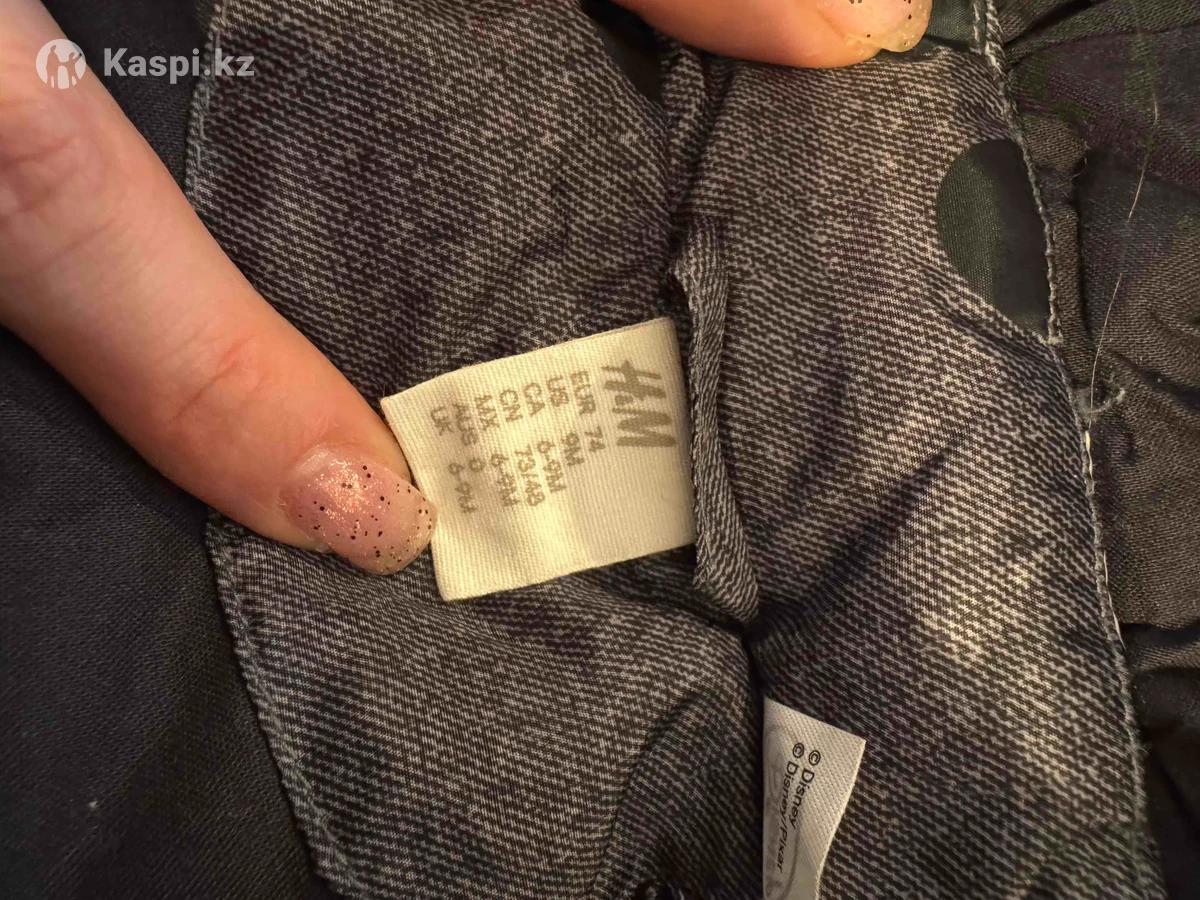 Kaspi.kz
H&M
EUR 74
US 9M
CA 6-9M
CN 73/48
MX 6-9M
AUS 0
UK 6-9M
© Disney
© Disney/Pixar